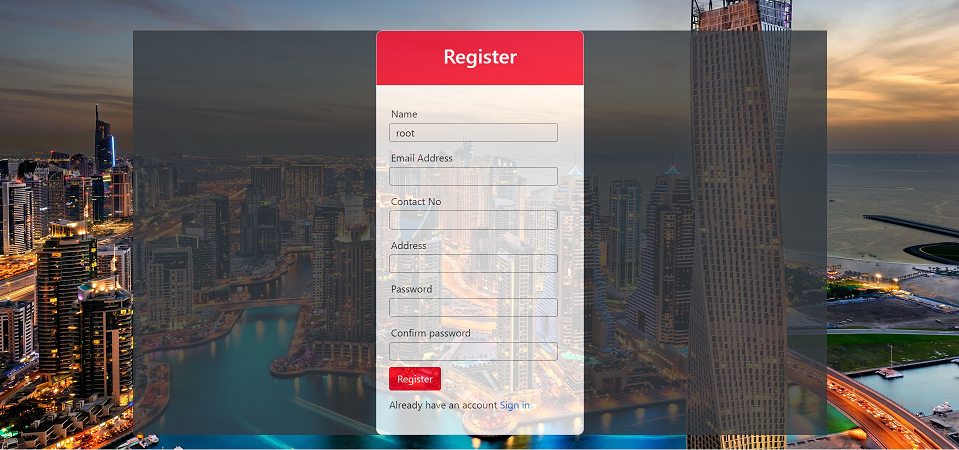 Register
Name
root
Email Address
Contact No
Address
Password
Confirm password
Register
Already have an account Sign in